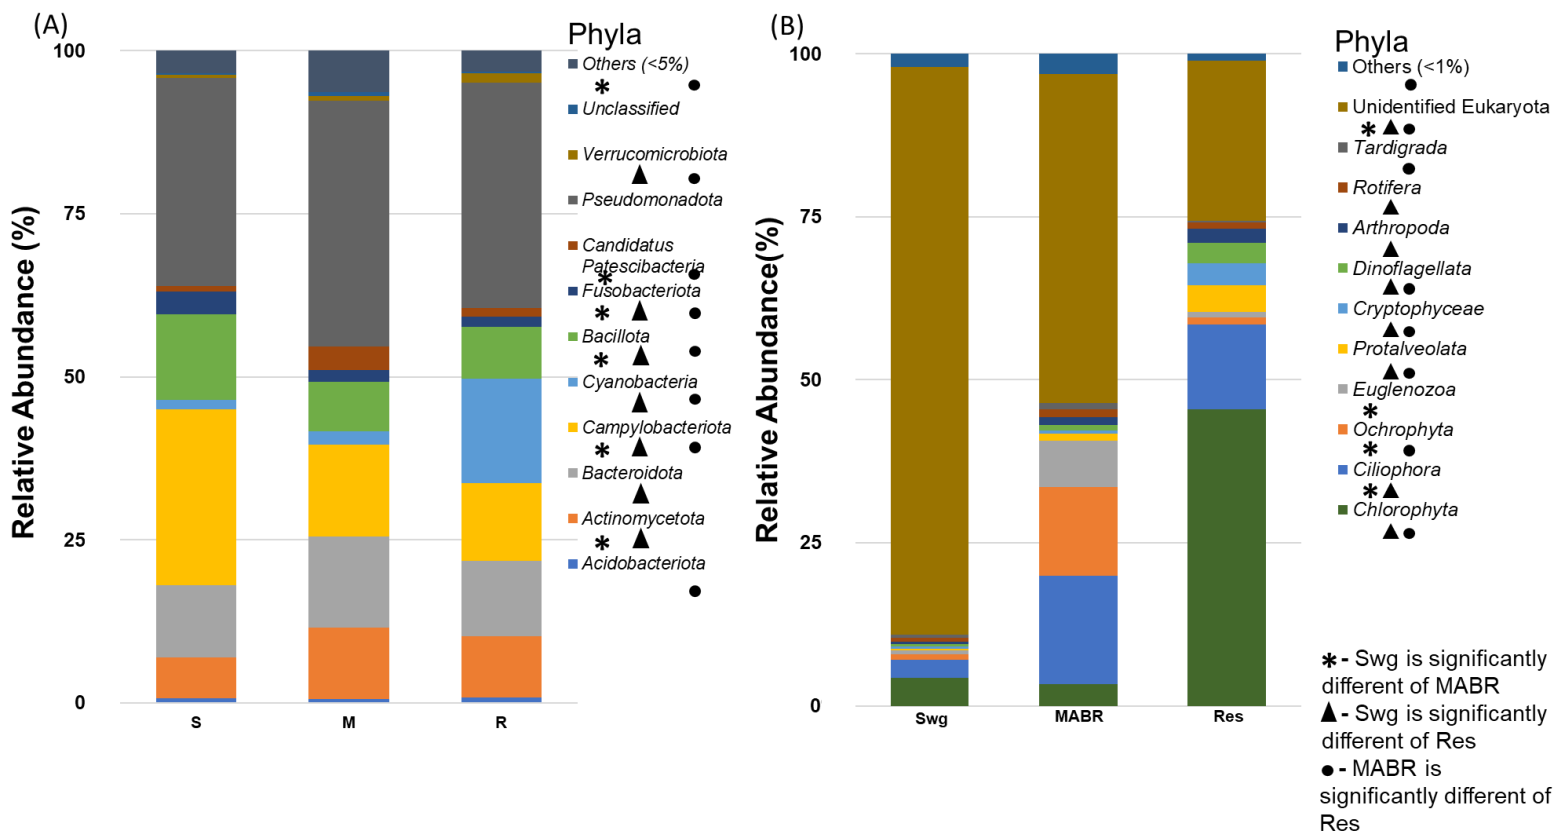 (A)
Phyla
Others (<5%)
*
●
Unclassified
Verrucomicrobiota
▲
●
Pseudomonadota
Candidatus
Patescibacteria
*
●
Fusobacteriota
*
▲
●
Bacillota
*
▲
●
Cyanobacteria
▲
●
Campylobacteriota
*
▲
●
Bacteroidota
▲
Actinomycetota
*
▲
Acidobacteriota
●
Relative Abundance (%)
100
75
50
25
0
S
M
R
(B)
Phyla
Others (<1%)
●
Unidentified Eukaryota
* ▲ ●
Tardigrada
●
Rotifera
▲
Arthropoda
▲
Dinoflagellata
▲ ●
Cryptophyceae
▲ ●
Protalveolata
▲ ●
Euglenozoa
*
Ochrophyta
* ●
Ciliophora
* ▲
Chlorophyta
▲ ●
Relative Abundance(%)
100
75
50
25
0
Swg
MABR
Res
* - Swg is significantly
different of MABR
▲ - Swg is significantly
different of Res
● - MABR is
significantly different of
Res